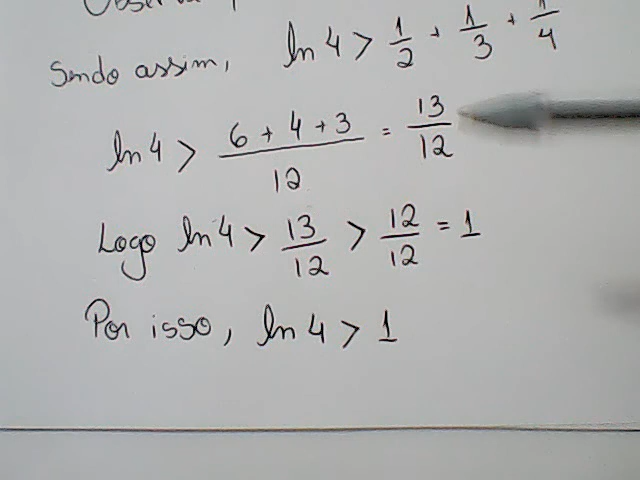 Sendo assim, ln 4 > 1/2 + 1/3 + 1/4
ln 4 > (6 + 4 + 3)/12 = 13/12
Logo ln 4 > 13/12 > 12/12 = 1
Por isso, ln 4 > 1